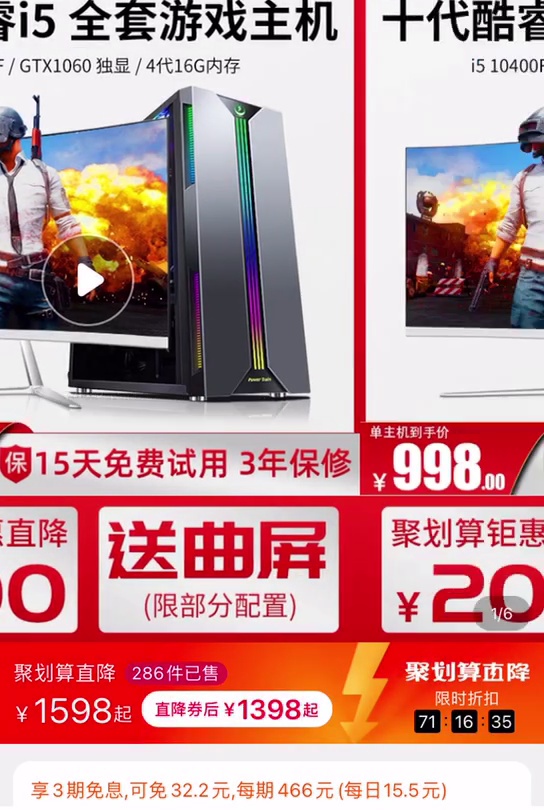 睿i5 全套游戏主机
F / GTX1060 独显 / 4代16G内存
十代酷睿
i5 10400F
Power Train
保 15天免费试用 3年保修
单主机到手价
¥998.00
惠直降
00
送曲屏
(限部分配置)
聚划算钜惠
¥20
1/6
聚划算直降 286件已售
¥1598起 直降券后¥1398起
聚划算直降
限时折扣
71:16:35
享3期免息,可免32.2元,每期466元(每日15.5元)